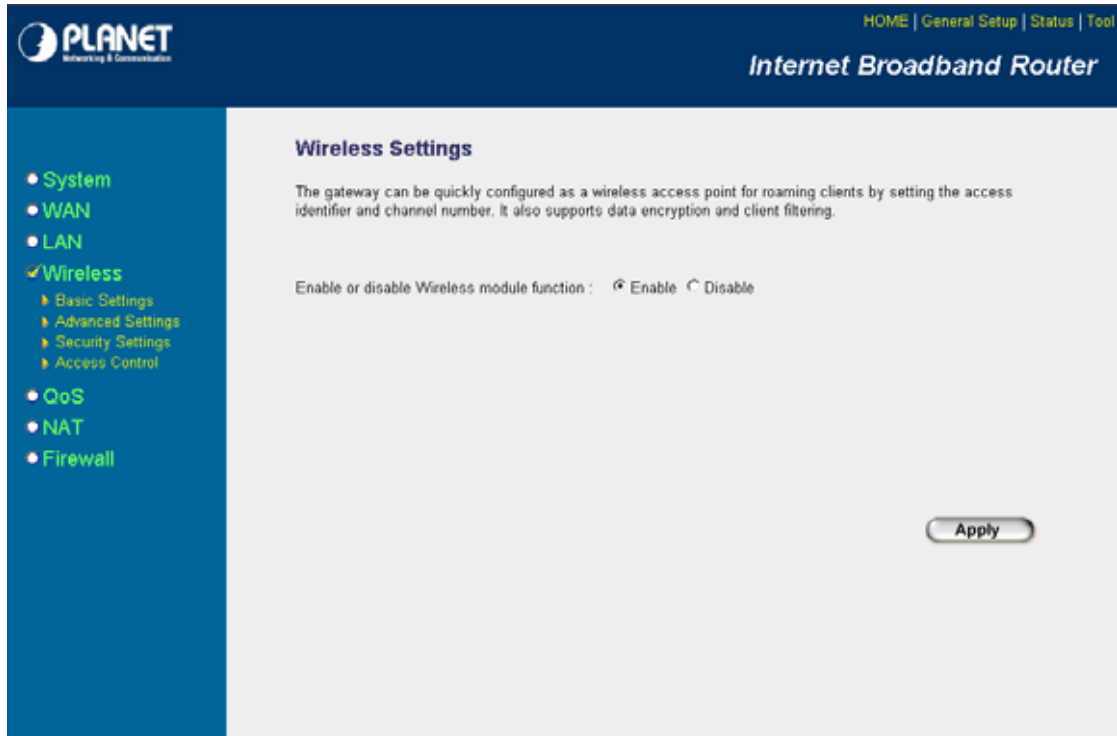 PLANET
Networking & Communication
HOME | General Setup | Status | Tool
Internet Broadband Router
System
WAN
LAN
Wireless
Basic Settings
Advanced Settings
Security Settings
Access Control
QoS
NAT
Firewall
Wireless Settings
The gateway can be quickly configured as a wireless access point for roaming clients by setting the access
identifier and channel number. It also supports data encryption and client filtering.
Enable or disable Wireless module function : Enable Disable
Apply